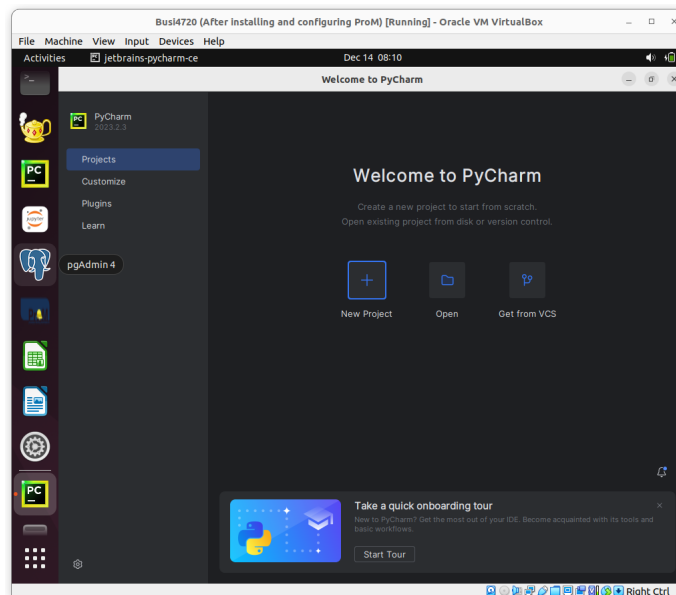 Busi4720 (After installing and configuring ProM) [Running] - Oracle VM VirtualBox
File Machine View Input Devices Help
Activities jetbrains-pycharm-ce Dec 14 08:10
Welcome to PyCharm
PC PyCharm
2023.2.3
Projects
Customize
Plugins
Learn
PC
jupyter
pgAdmin 4
PC
Welcome to PyCharm
Create a new project to start from scratch.
Open existing project from disk or version control.
New Project Open Get from VCS
Take a quick onboarding tour
New to PyCharm? Get the most out of your IDE. Become acquainted with its tools and
basic workflows.
Start Tour
Right Ctrl